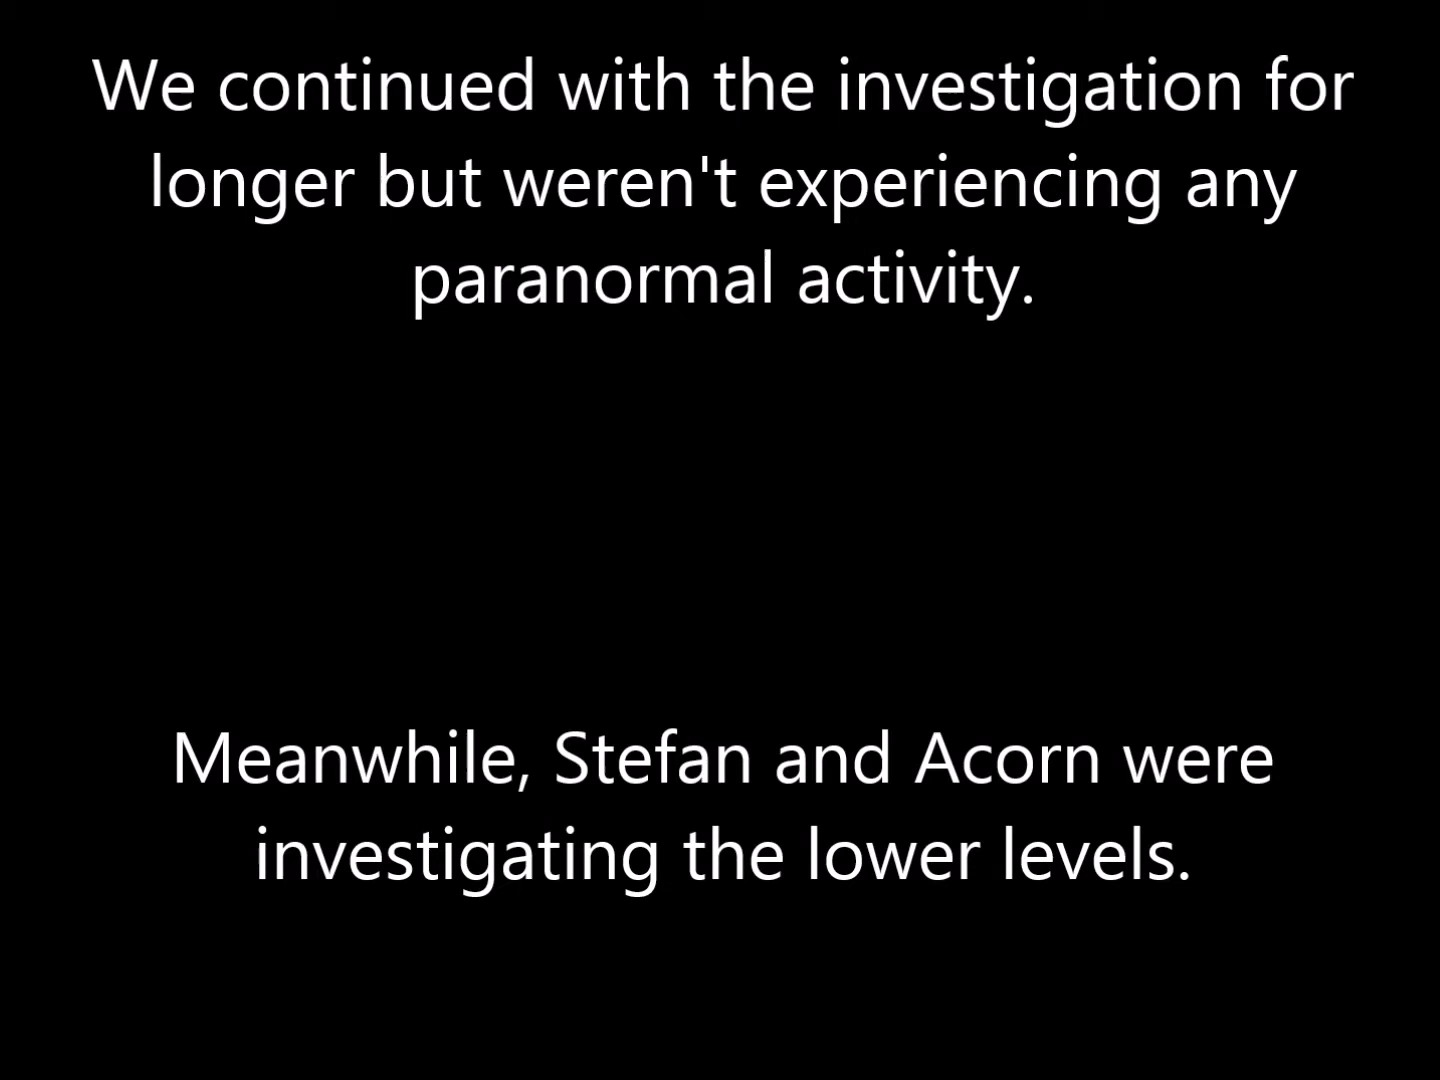 We continued with the investigation for
longer but weren't experiencing any
paranormal activity.
Meanwhile, Stefan and Acorn were
investigating the lower levels.